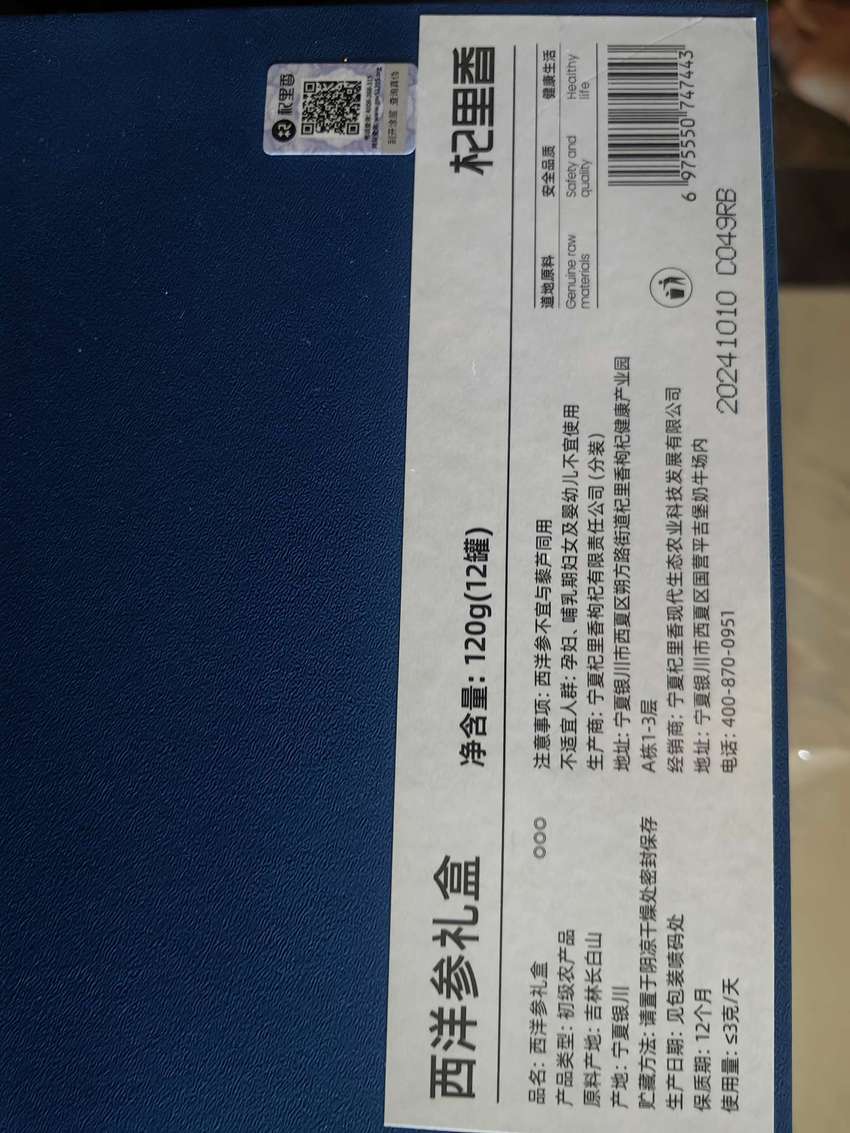 西洋参礼盒
净含量：120g(12罐)
杞里香
品名：西洋参礼盒
产品类型：初级农产品
原料产地：吉林长白山
产地：宁夏银川
贮藏方法：请置于阴凉干燥处密封保存
生产日期：见包装喷码处
保质期：12个月
使用量：≤3克/天
注意事项：西洋参不宜与藜芦同用
不适宜人群：孕妇、哺乳期妇女及婴幼儿不宜使用
生产商：宁夏杞里香枸杞有限责任公司(分装)
地址：宁夏银川市西夏区朔方路街道杞里香枸杞健康产业园
A栋1-3层
经销商：宁夏杞里香现代生态农业科技发展有限公司
地址：宁夏银川市西夏区国营平吉堡奶牛场内
电话：400-870-0951
道地原料
Genuine raw
materials
安全品质
Safety and
quality
健康生活
Healthy
life
6 975550 747443
20241010 D049RB
杞里香
刮开涂层 查询真伪